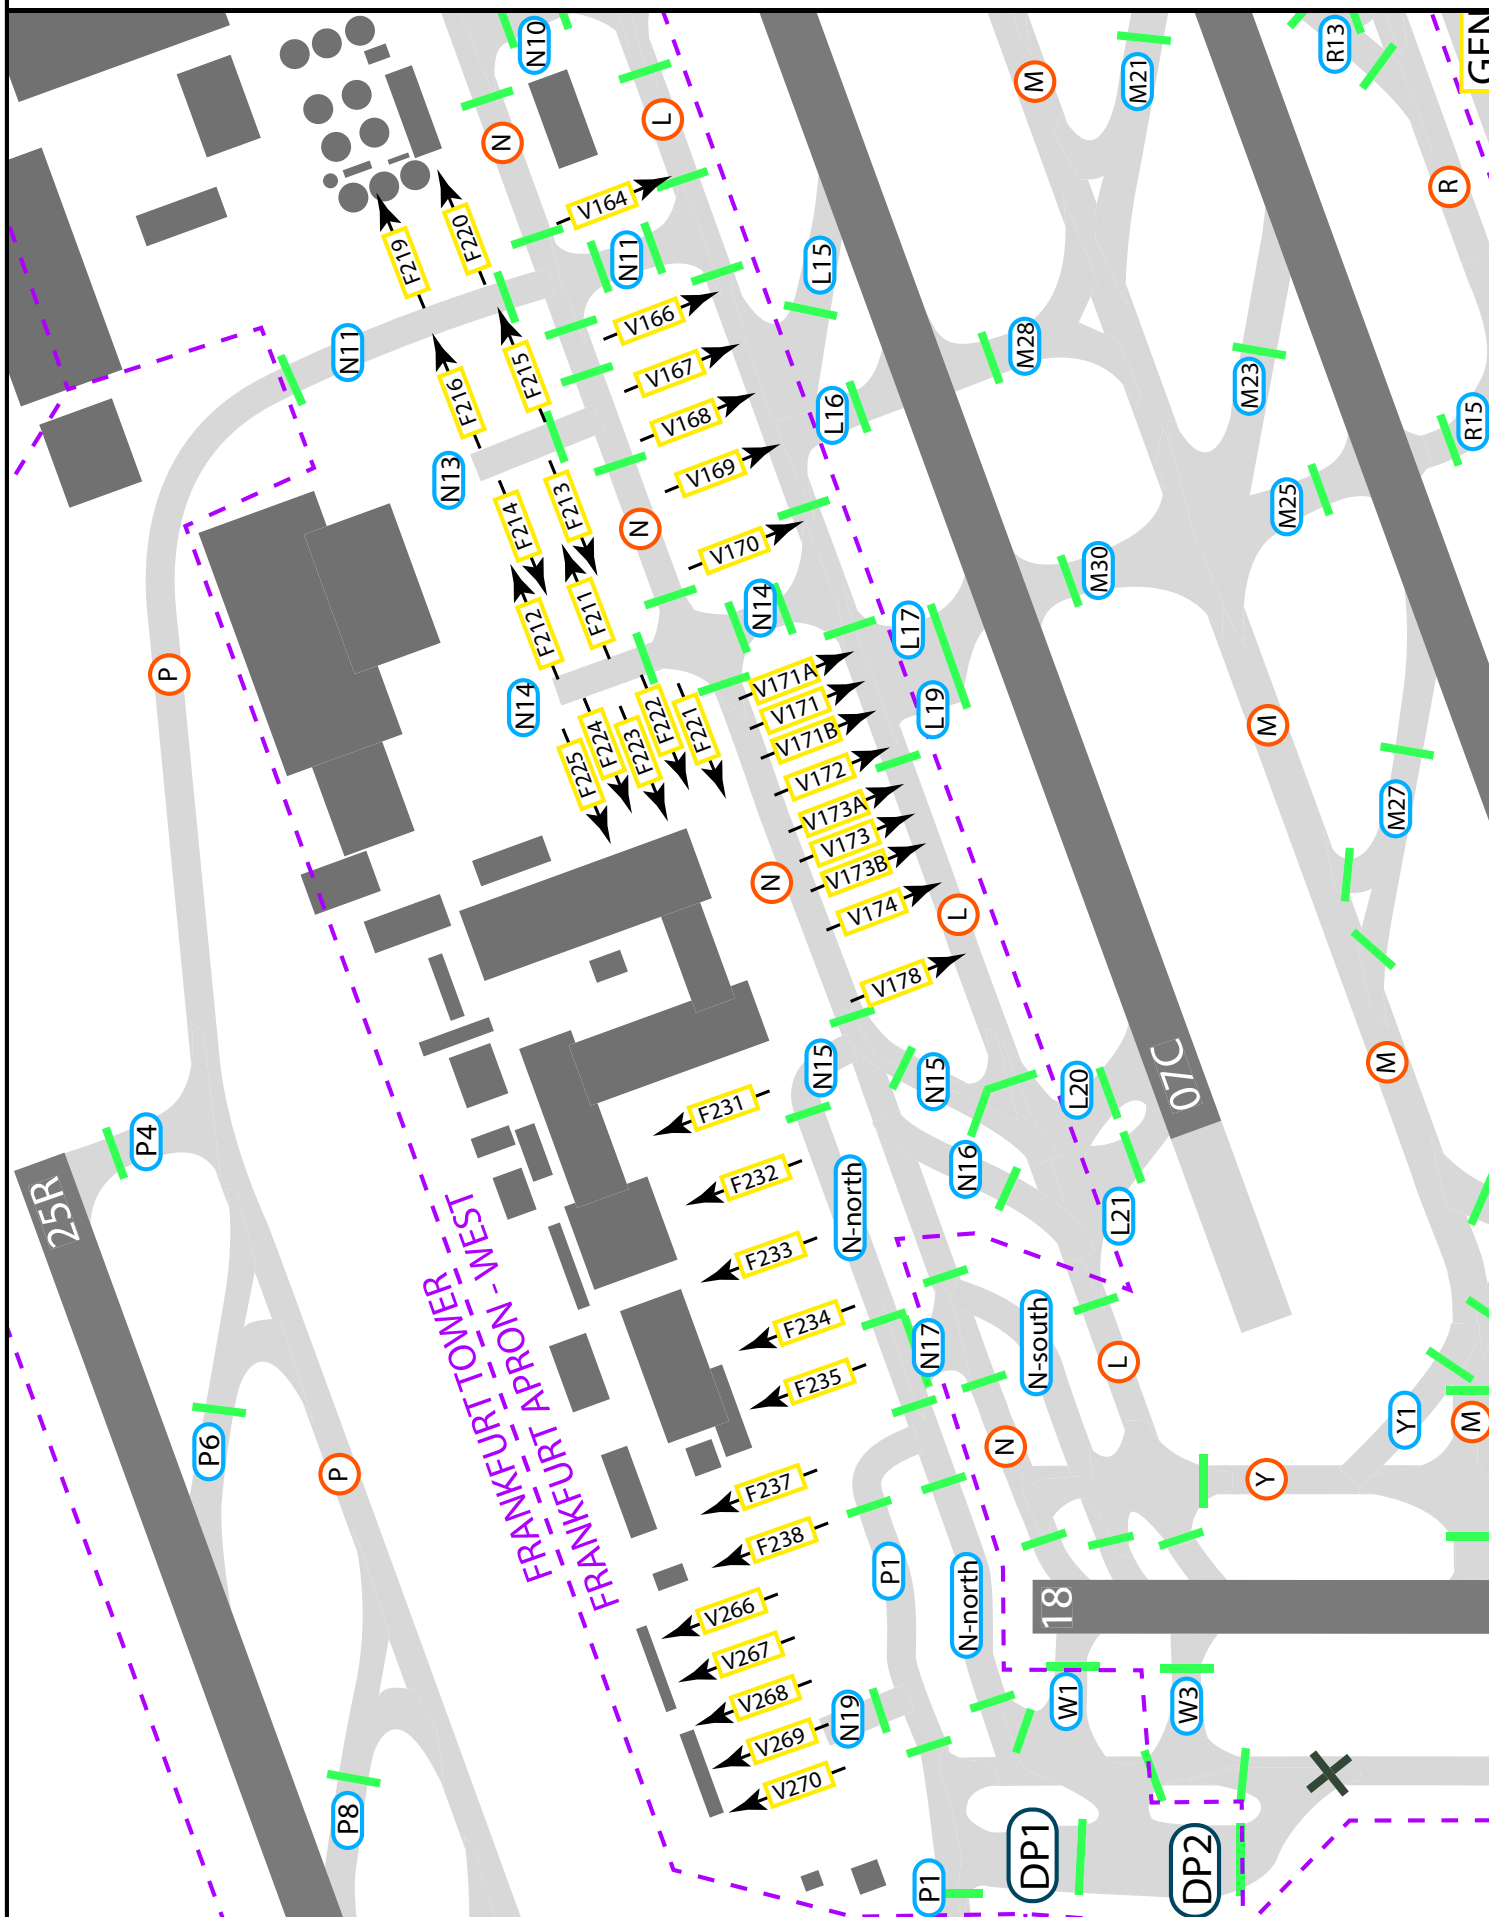 N10
R13
GEN
M
M21
N
L
V164
R
F219
F220
N11
L15
V166
N11
M28
F216
F215
V167
M23
L16
V168
R15
N13
V169
F214
F213
N
M25
V170
M30
F212
F211
N14
L17
P
V171A
N14
V171
L19
V171B
M
F225
F224
F223
F222
F221
V172
V173A
M27
V173
V173B
N
V174
L
V178
N15
N15
L20
07C
M
F231
P4
N16
F232
N-north
25R
L21
F233
FRANKFURT TOWER
FRANKFURT APRON - WEST
F234
N17
N-south
L
F235
P6
Y1
M
N
P
Y
F237
F238
P1
N-north
18
V266
V267
V268
N19
W1
W3
V269
V270
P8
DP1
DP2
P1